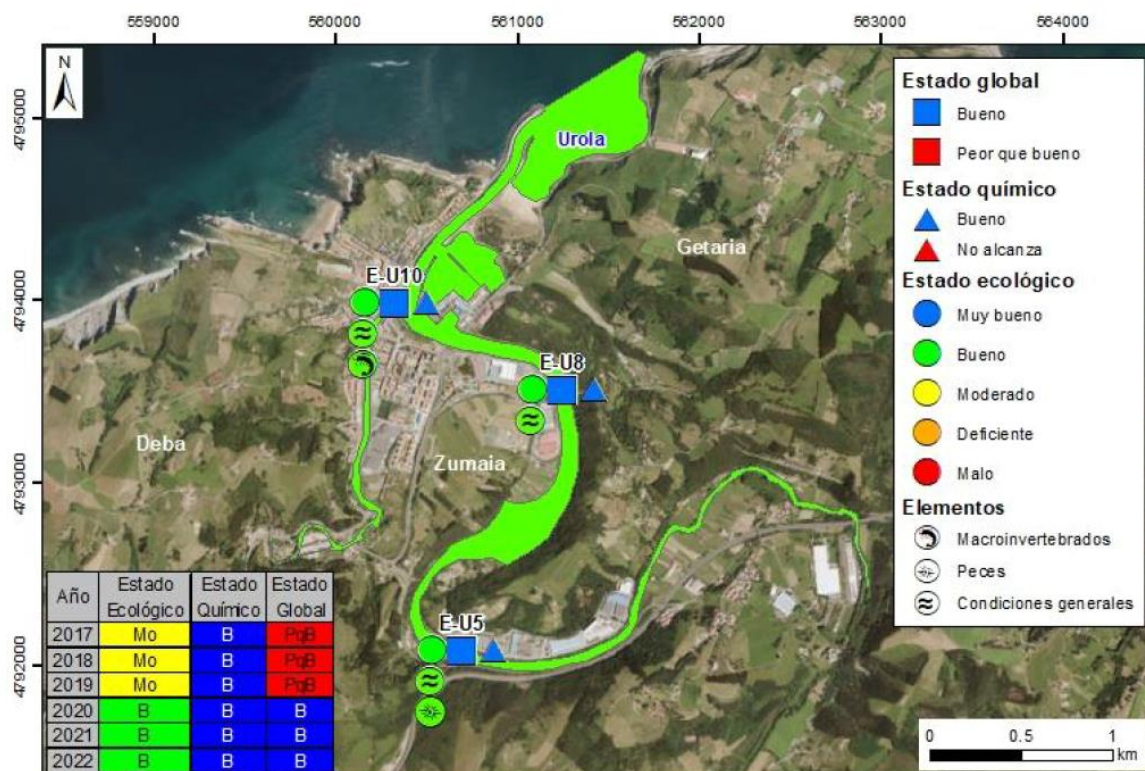 559000 560000 561000 562000 563000 564000
4795000
4794000
4793000
4792000
N
Urola
Getaria
E-U10
E-U8
Deba
Zumaia
E-U5
Estado global
Bueno
Peor que bueno
Estado químico
Bueno
No alcanza
Estado ecológico
Muy bueno
Bueno
Moderado
Deficiente
Malo
Elementos
Macroinvertebrados
Peces
Condiciones generales
Año Estado Ecológico Estado Químico Estado Global
2017 Mo B PqB
2018 Mo B PqB
2019 Mo B PqB
2020 B B B
2021 B B B
2022 B B B
0 0.5 1
km